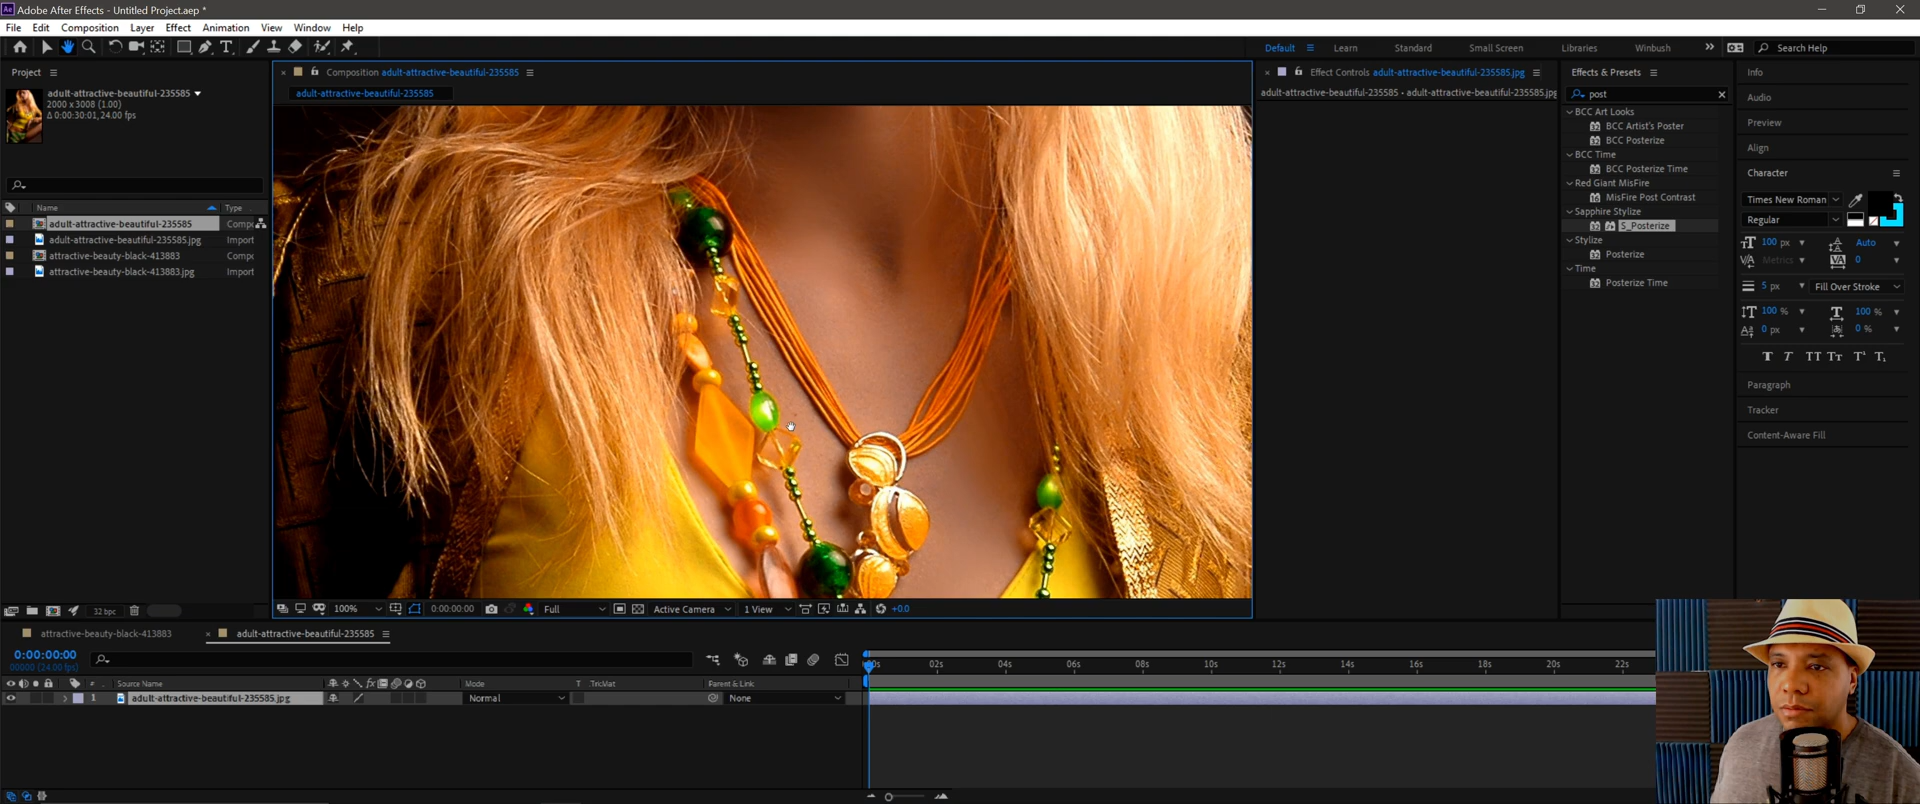 Adobe After Effects - Untitled Project.aep *
File Edit Composition Layer Effect Animation View Window Help
Default Learn Standard Small Screen Libraries Winbush Search Help
Project
adult-attractive-beautiful-235585
2000 x 3008 (1.00)
Δ 0:00:30:01, 24.00 fps
Name Type
adult-attractive-beautiful-235585 Compo
adult-attractive-beautiful-235585.jpg Import
attractive-beauty-black-413883 Compo
attractive-beauty-black-413883.jpg Import
32 bpc
Composition adult-attractive-beautiful-235585
adult-attractive-beautiful-235585
100% 0:00:00:00 Full Active Camera 1 View +0.0
Effect Controls adult-attractive-beautiful-235585.jpg
adult-attractive-beautiful-235585 • adult-attractive-beautiful-235585.jpg
Effects & Presets
post
BCC Art Looks
BCC Artist's Poster
BCC Posterize
BCC Time
BCC Posterize Time
Red Giant MisFire
MisFire Post Contrast
Sapphire Stylize
S_Posterize
Stylize
Posterize
Time
Posterize Time
Info
Audio
Preview
Align
Character
Times New Roman
Regular
100 px Auto
Metrics 0
5 px Fill Over Stroke
100 % 100 %
0 px 0 %
T T TT Tr T¹ T₁
Paragraph
Tracker
Content-Aware Fill
attractive-beauty-black-413883 adult-attractive-beautiful-235585
0:00:00:00
00000 (24.00 fps)
# Source Name Mode T .TrkMat Parent & Link
1 adult-attractive-beautiful-235585.jpg Normal None
02s 04s 06s 08s 10s 12s 14s 16s 18s 20s 22s